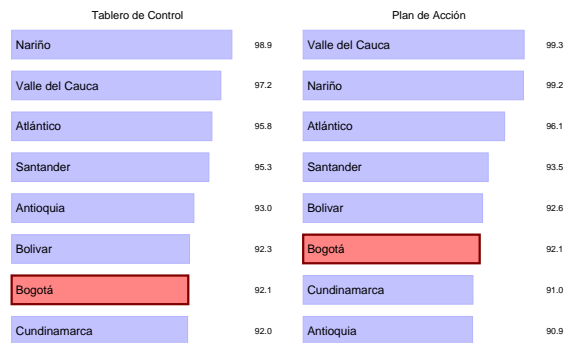 Tablero de Control
Nariño 98.9
Valle del Cauca 97.2
Atlántico 95.8
Santander 95.3
Antioquia 93.0
Bolivar 92.3
Bogotá 92.1
Cundinamarca 92.0
Plan de Acción
Valle del Cauca 99.3
Nariño 99.2
Atlántico 96.1
Santander 93.5
Bolivar 92.6
Bogotá 92.1
Cundinamarca 91.0
Antioquia 90.9